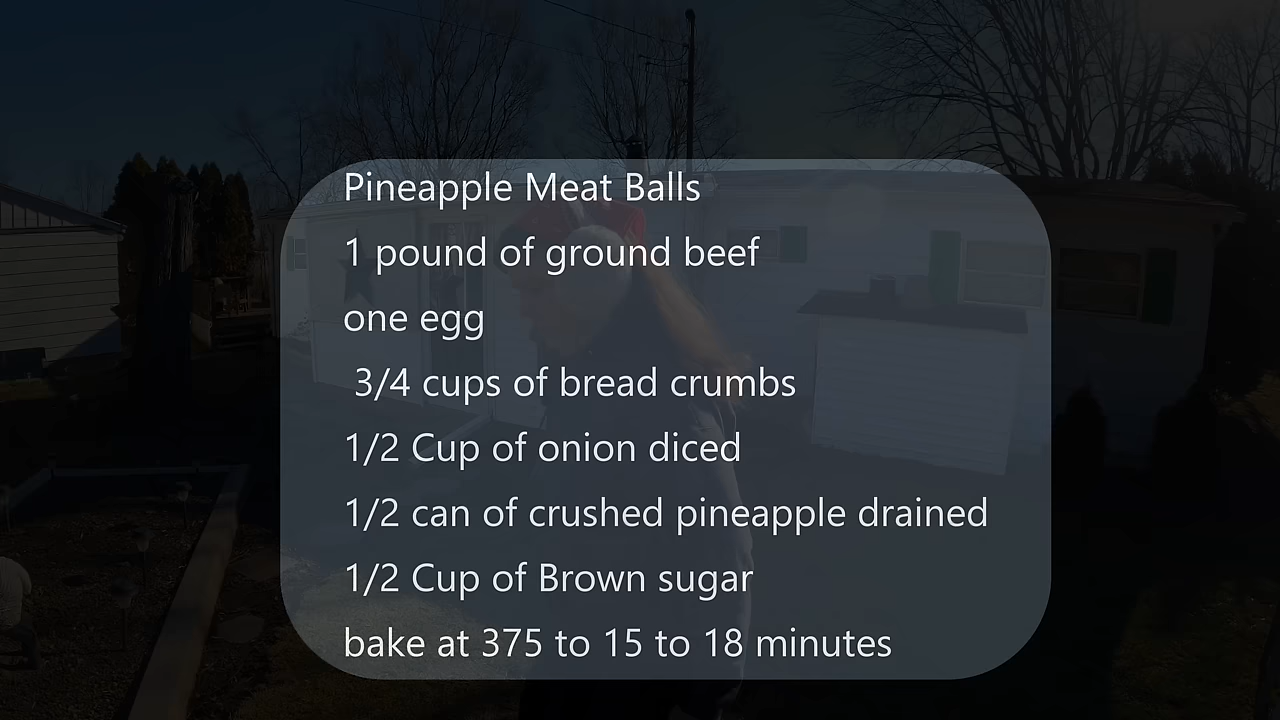 Pineapple Meat Balls
1 pound of ground beef
one egg
3/4 cups of bread crumbs
1/2 Cup of onion diced
1/2 can of crushed pineapple drained
1/2 Cup of Brown sugar
bake at 375 to 15 to 18 minutes